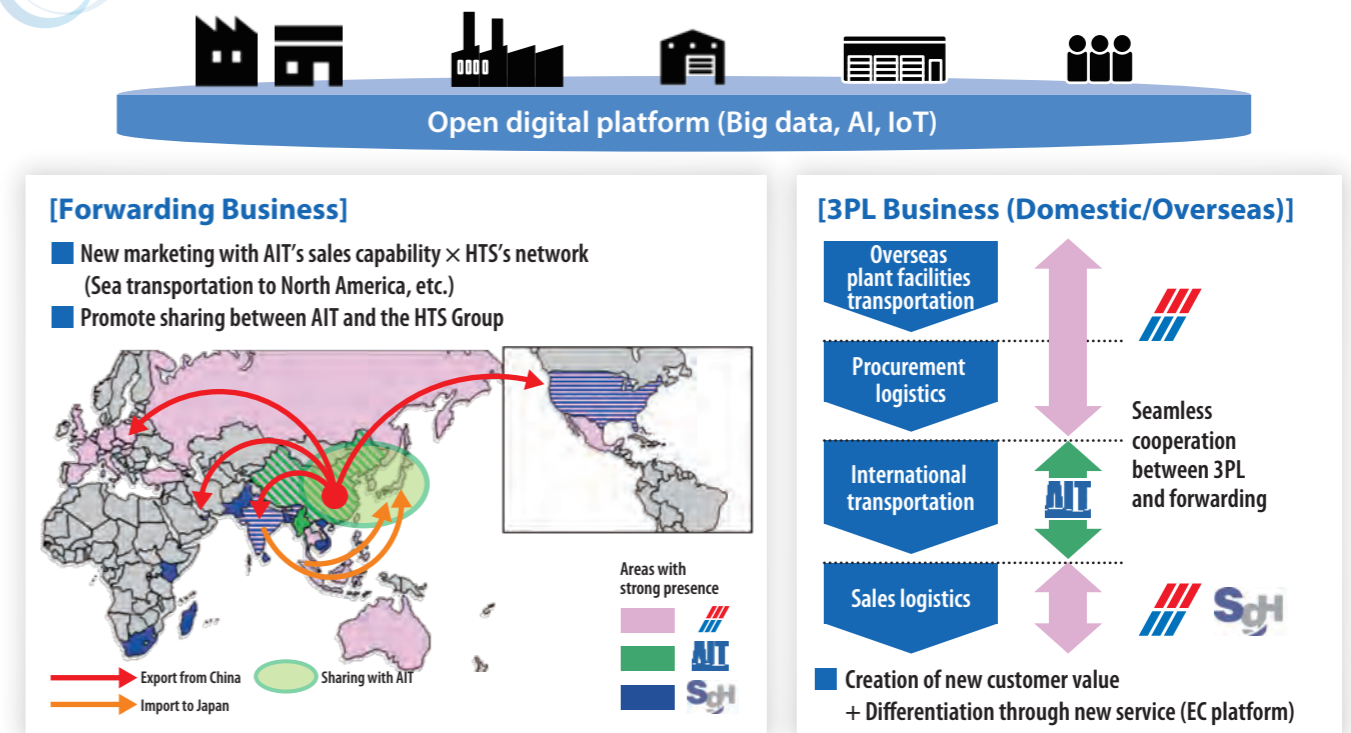 Open digital platform (Big data, AI, IoT)
[Forwarding Business]
New marketing with AIT's sales capability × HTS's network
(Sea transportation to North America, etc.)
Promote sharing between AIT and the HTS Group
Areas with
strong presence
AIT
SgH
Export from China
Sharing with AIT
Import to Japan
[3PL Business (Domestic/Overseas)]
Overseas
plant facilities
transportation
Procurement
logistics
International
transportation
Sales logistics
AIT
Seamless
cooperation
between 3PL
and forwarding
SgH
Creation of new customer value
+ Differentiation through new service (EC platform)